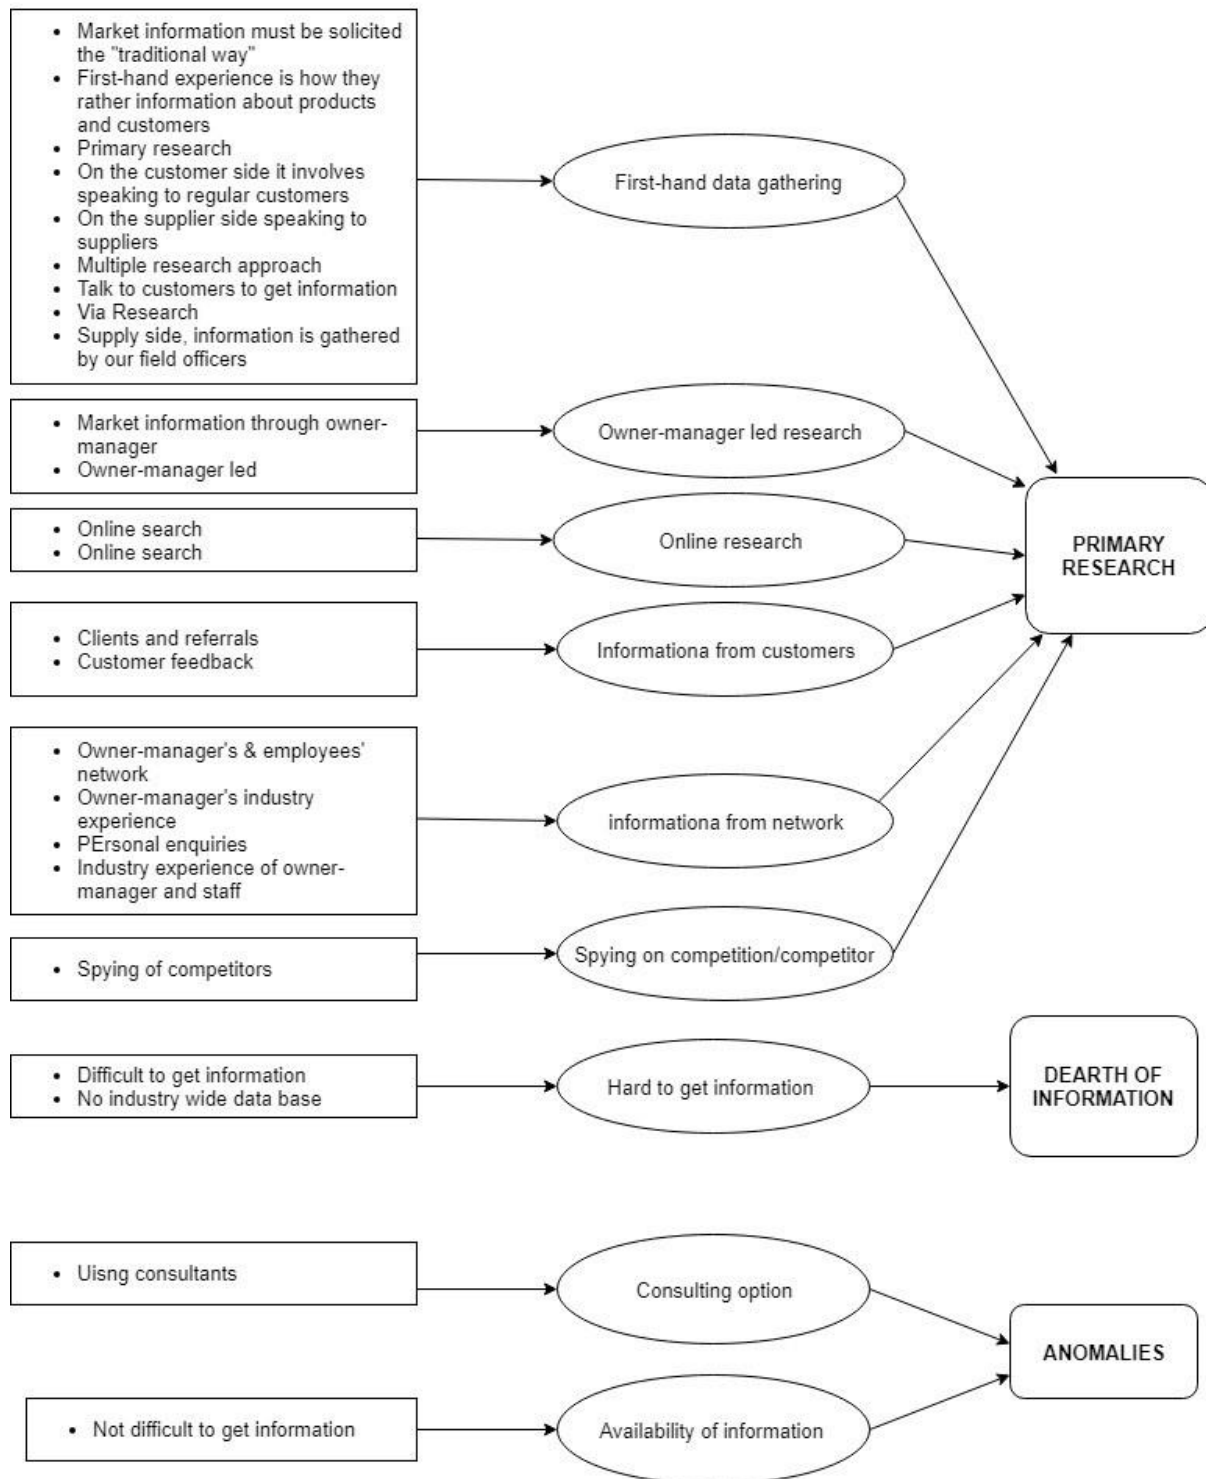 • Market information must be solicited
the "traditional way"
• First-hand experience is how they
rather information about products
and customers
• Primary research
• On the customer side it involves
speaking to regular customers
• On the supplier side speaking to
suppliers
• Multiple research approach
• Talk to customers to get information
• Via Research
• Supply side, information is gathered
by our field officers
First-hand data gathering
• Market information through owner-
manager
• Owner-manager led
Owner-manager led research
• Online search
• Online search
Online research
PRIMARY
RESEARCH
• Clients and referrals
• Customer feedback
Informationa from customers
• Owner-manager's & employees'
network
• Owner-manager's industry
experience
• PErsonal enquiries
• Industry experience of owner-
manager and staff
informationa from network
• Spying of competitors
Spying on competition/competitor
• Difficult to get information
• No industry wide data base
Hard to get information
DEARTH OF
INFORMATION
• Uisng consultants
Consulting option
ANOMALIES
• Not difficult to get information
Availability of information